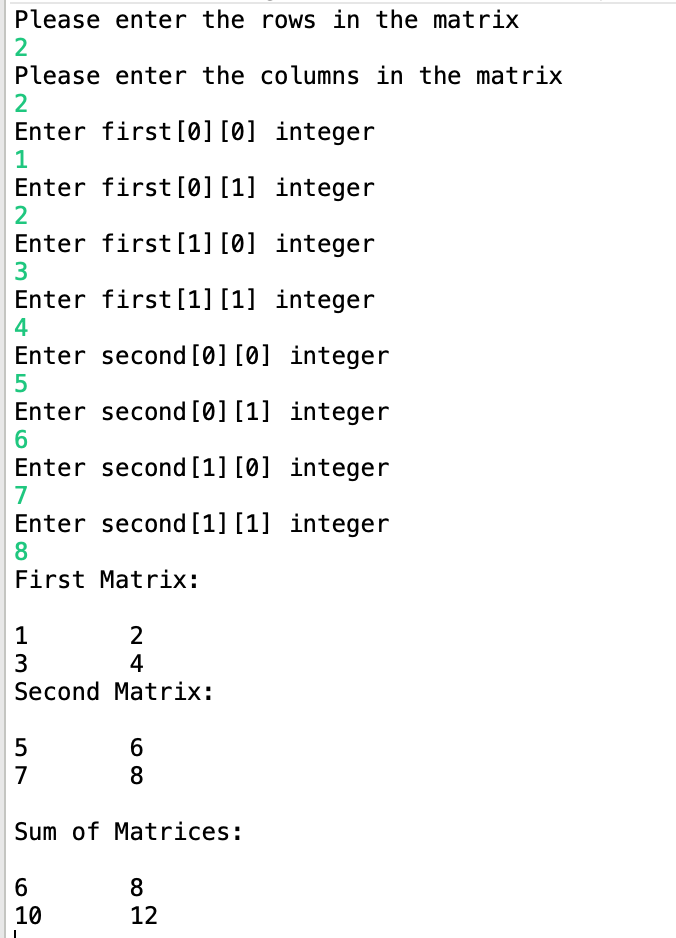 Please enter the rows in the matrix
2
Please enter the columns in the matrix
2
Enter first[0][0] integer
1
Enter first[0][1] integer
2
Enter first[1][0] integer
3
Enter first[1][1] integer
4
Enter second[0][0] integer
5
Enter second[0][1] integer
6
Enter second[1][0] integer
7
Enter second[1][1] integer
8
First Matrix:
1 2
3 4
Second Matrix:
5 6
7 8
Sum of Matrices:
6 8
10 12